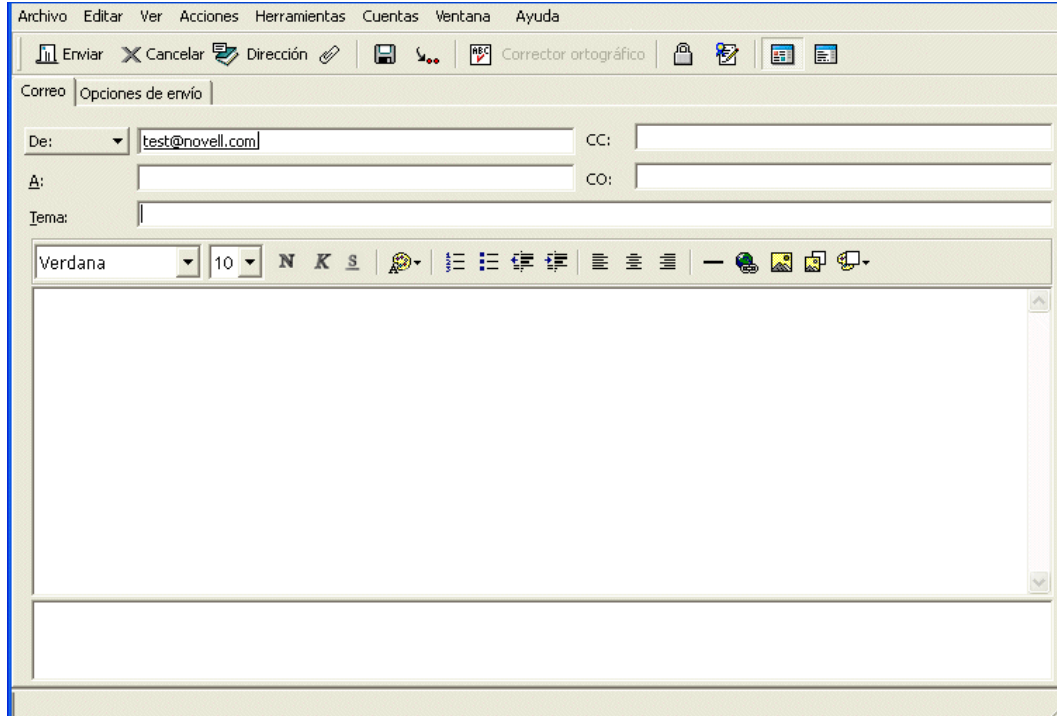 Archivo Editar Ver Acciones Herramientas Cuentas Ventana Ayuda
Enviar Cancelar Dirección ABC Corrector ortográfico
Correo Opciones de envío
De: test@novell.com CC:
A: CO:
Tema:
Verdana 10 N K S